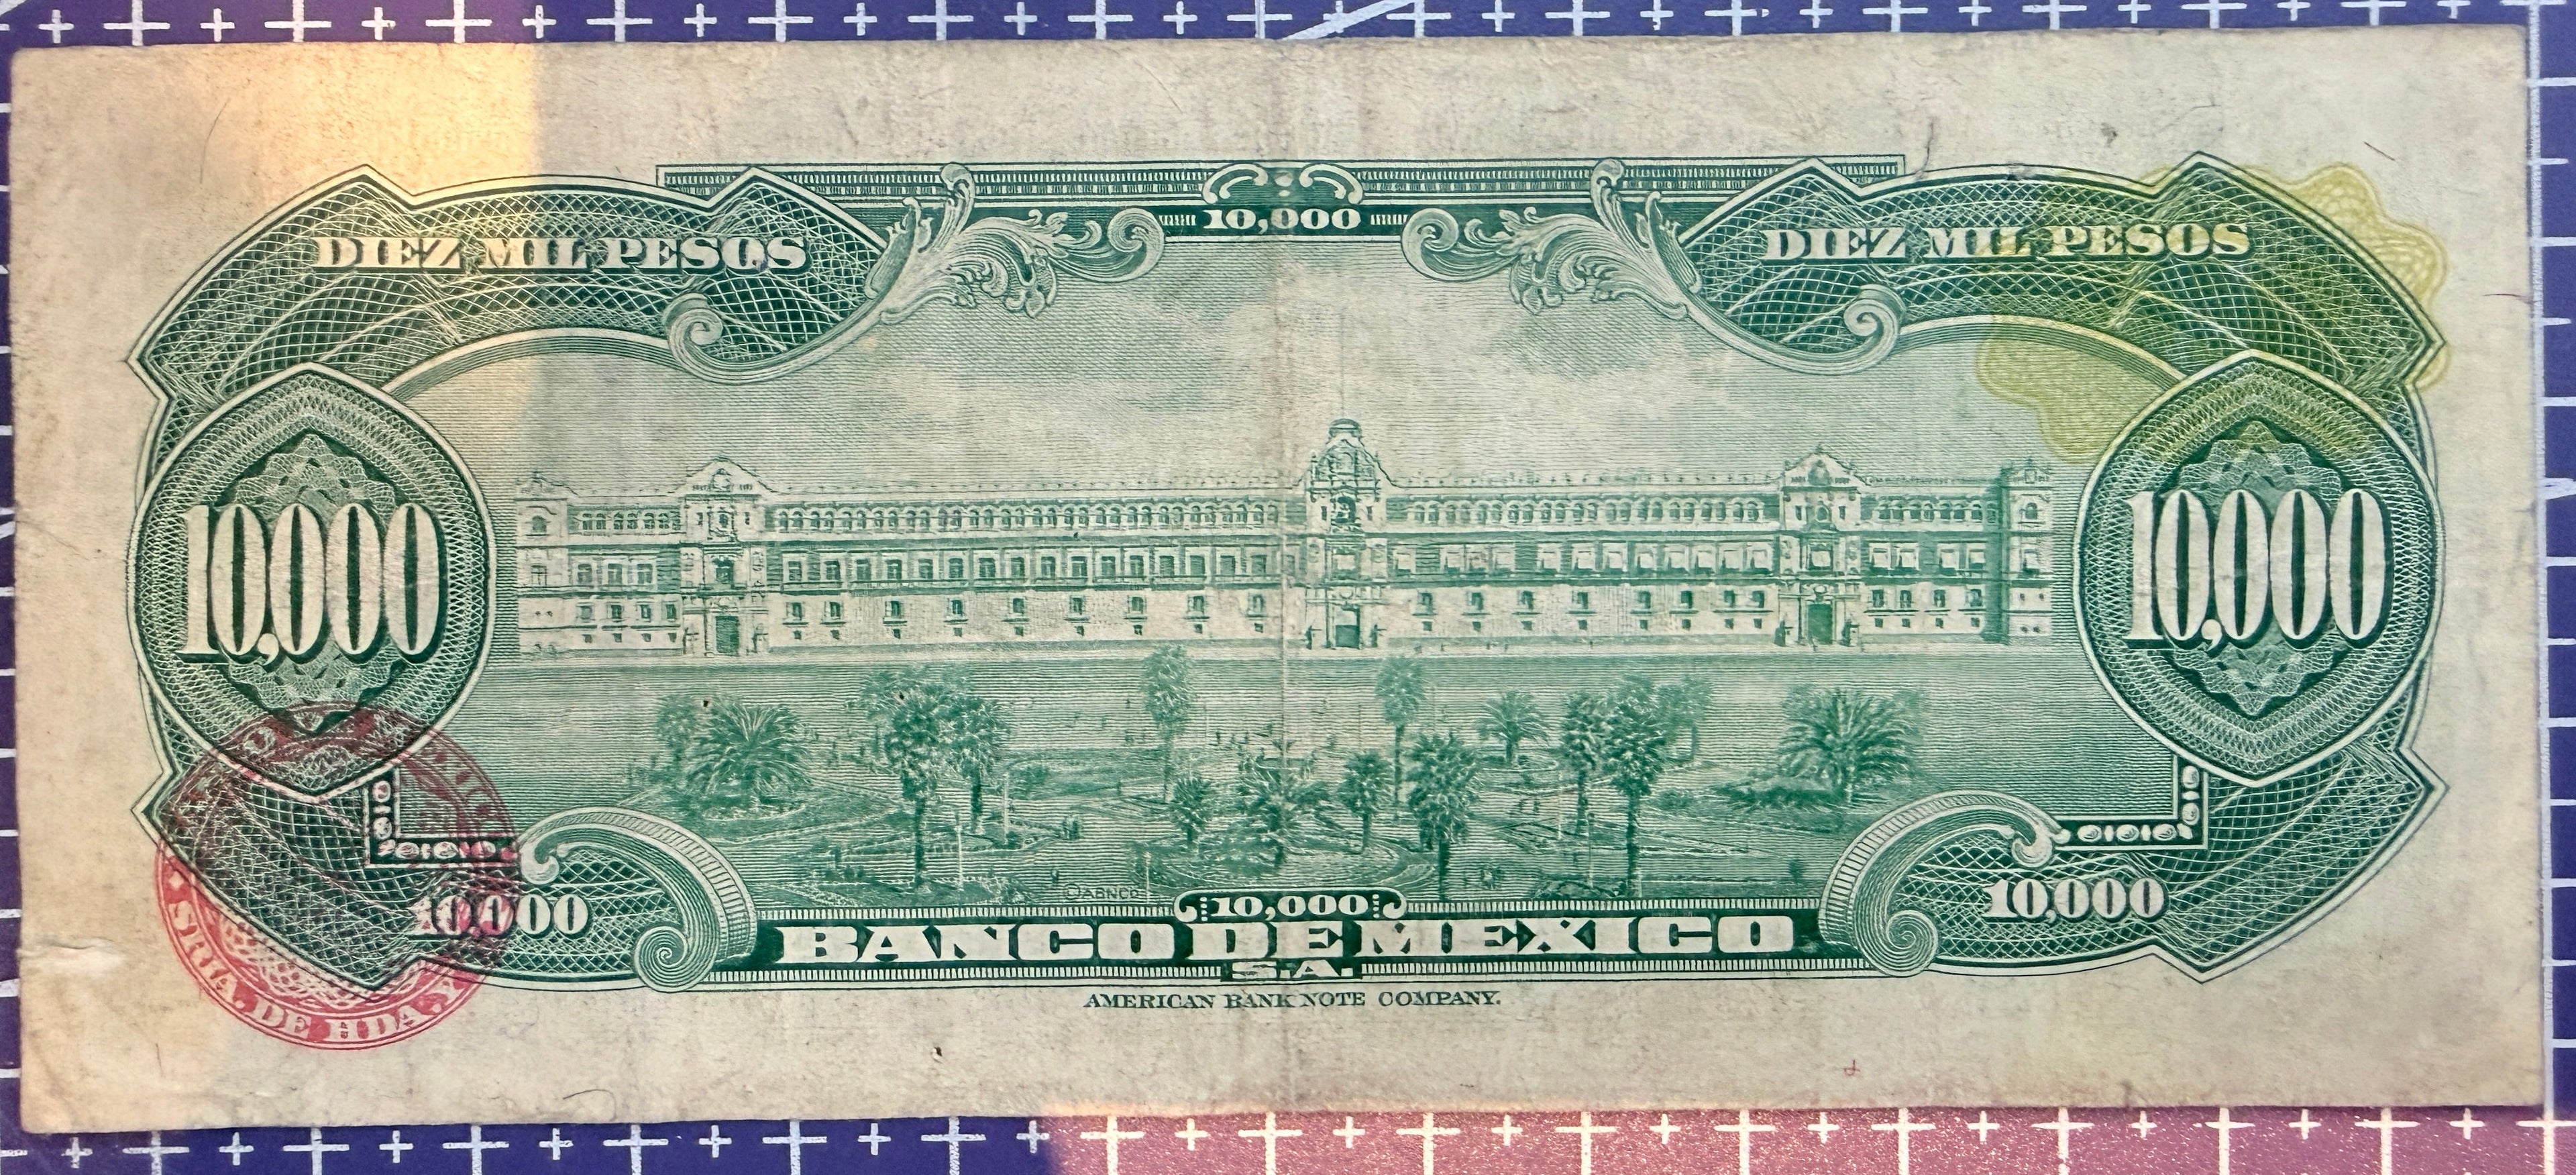 10,000
DIEZ MIL PESOS
DIEZ MIL PESOS
10,000
10,000
10,000
10,000
©ABNCO
10,000
BANCO DE MEXICO
S.A.
AMERICAN BANK NOTE COMPANY.
SRIA. DE HDA. Y